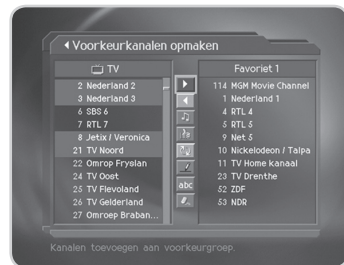 Voorkeurkanalen opmaken
TV
2 Nederland 2
3 Nederland 3
6 SBS 6
7 RTL 7
8 Jetix / Veronica
21 TV Noord
22 Omrop Fryslan
24 TV Oost
25 TV Flevoland
26 TV Gelderland
27 Omroep Braban...
abc
Favoriet 1
114 MGM Movie Channel
1 Nederland 1
4 RTL 4
5 RTL 5
9 Net 5
10 Nickelodeon / Talpa
11 TV Home kanaal
23 TV Drenthe
52 ZDF
53 NDR
Kanalen toevoegen aan voorkeurgroep.